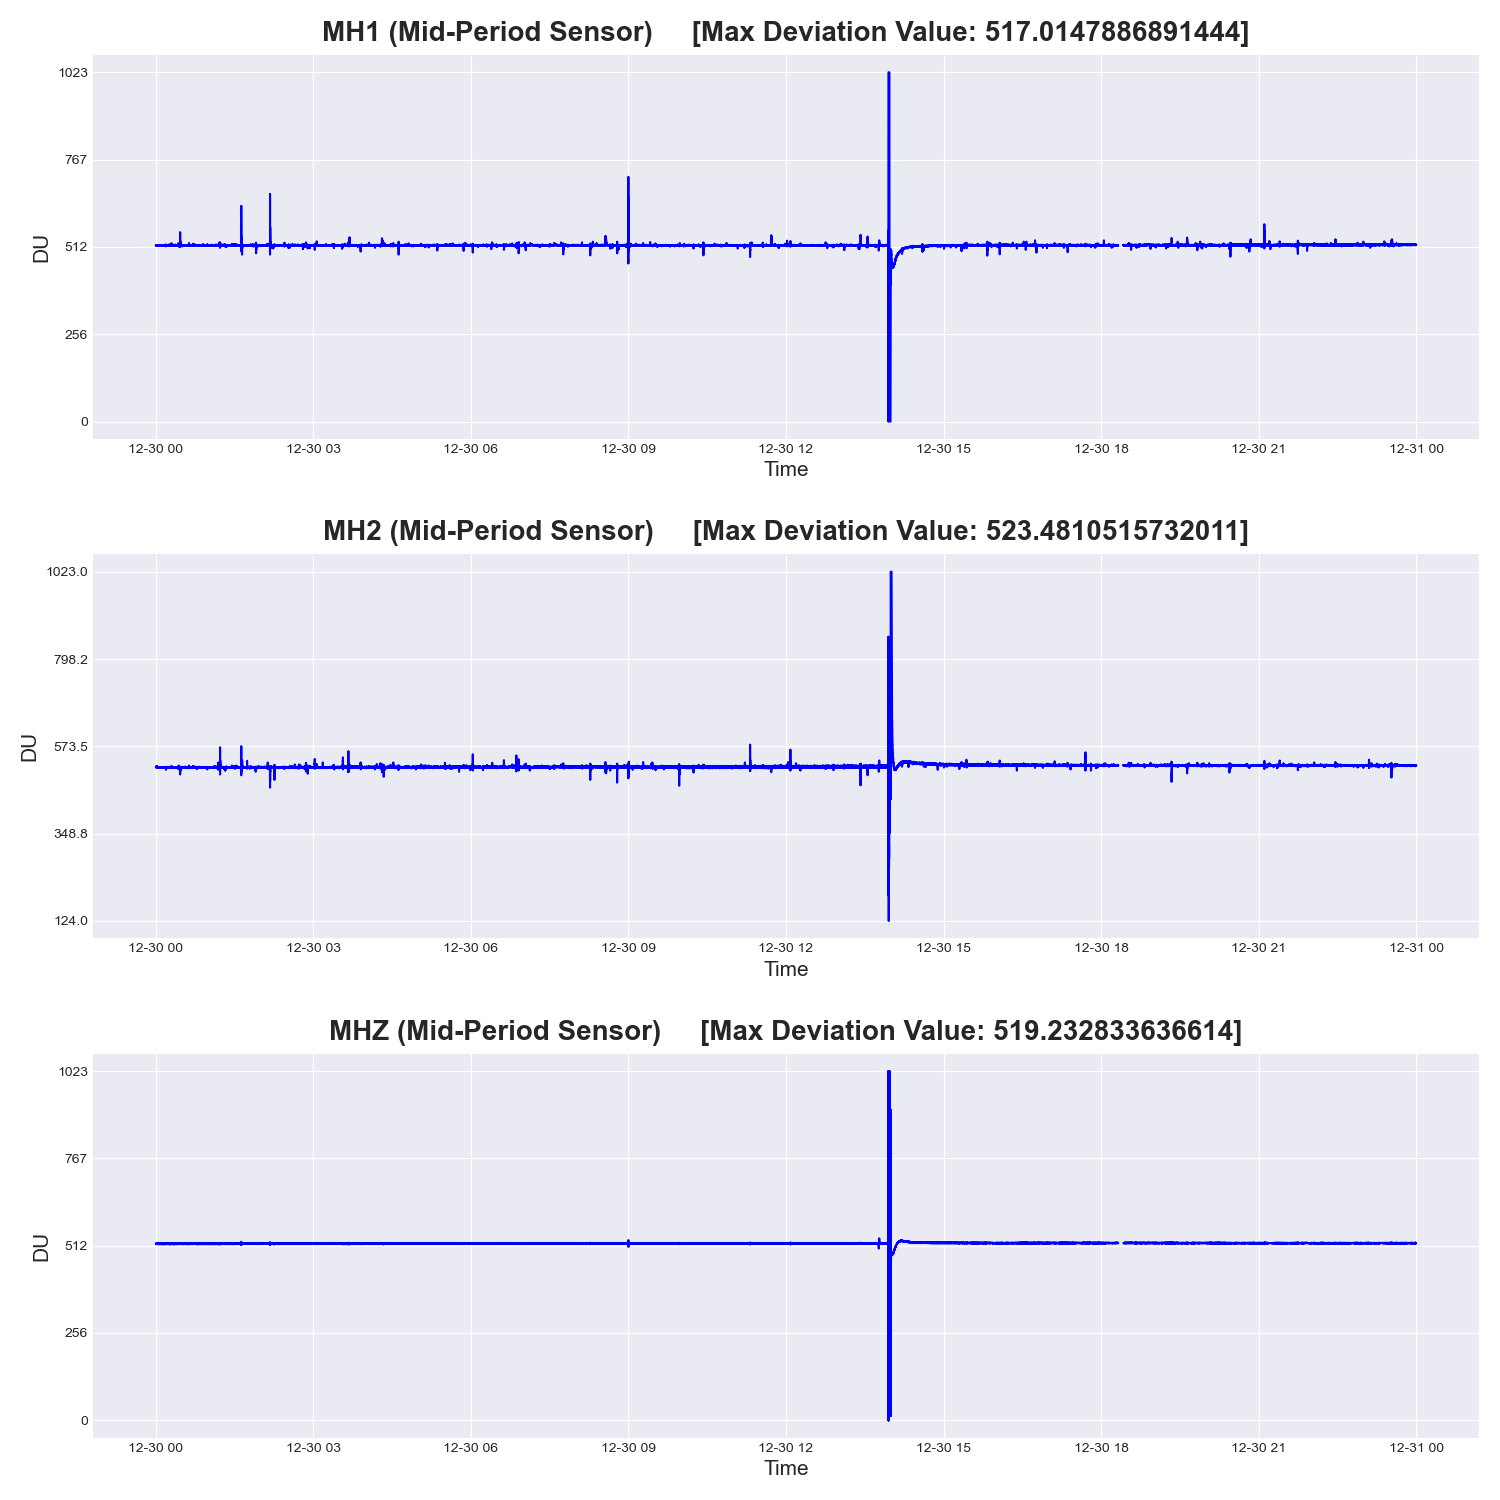 MH1 (Mid-Period Sensor) [Max Deviation Value: 517.0147886891444]
1023
767
512
256
0
DU
12-30 00 12-30 03 12-30 06 12-30 09 12-30 12 12-30 15 12-30 18 12-30 21 12-31 00
Time
MH2 (Mid-Period Sensor) [Max Deviation Value: 523.4810515732011]
1023.0
798.2
573.5
348.8
124.0
DU
12-30 00 12-30 03 12-30 06 12-30 09 12-30 12 12-30 15 12-30 18 12-30 21 12-31 00
Time
MHZ (Mid-Period Sensor) [Max Deviation Value: 519.232833636614]
1023
767
512
256
0
DU
12-30 00 12-30 03 12-30 06 12-30 09 12-30 12 12-30 15 12-30 18 12-30 21 12-31 00
Time